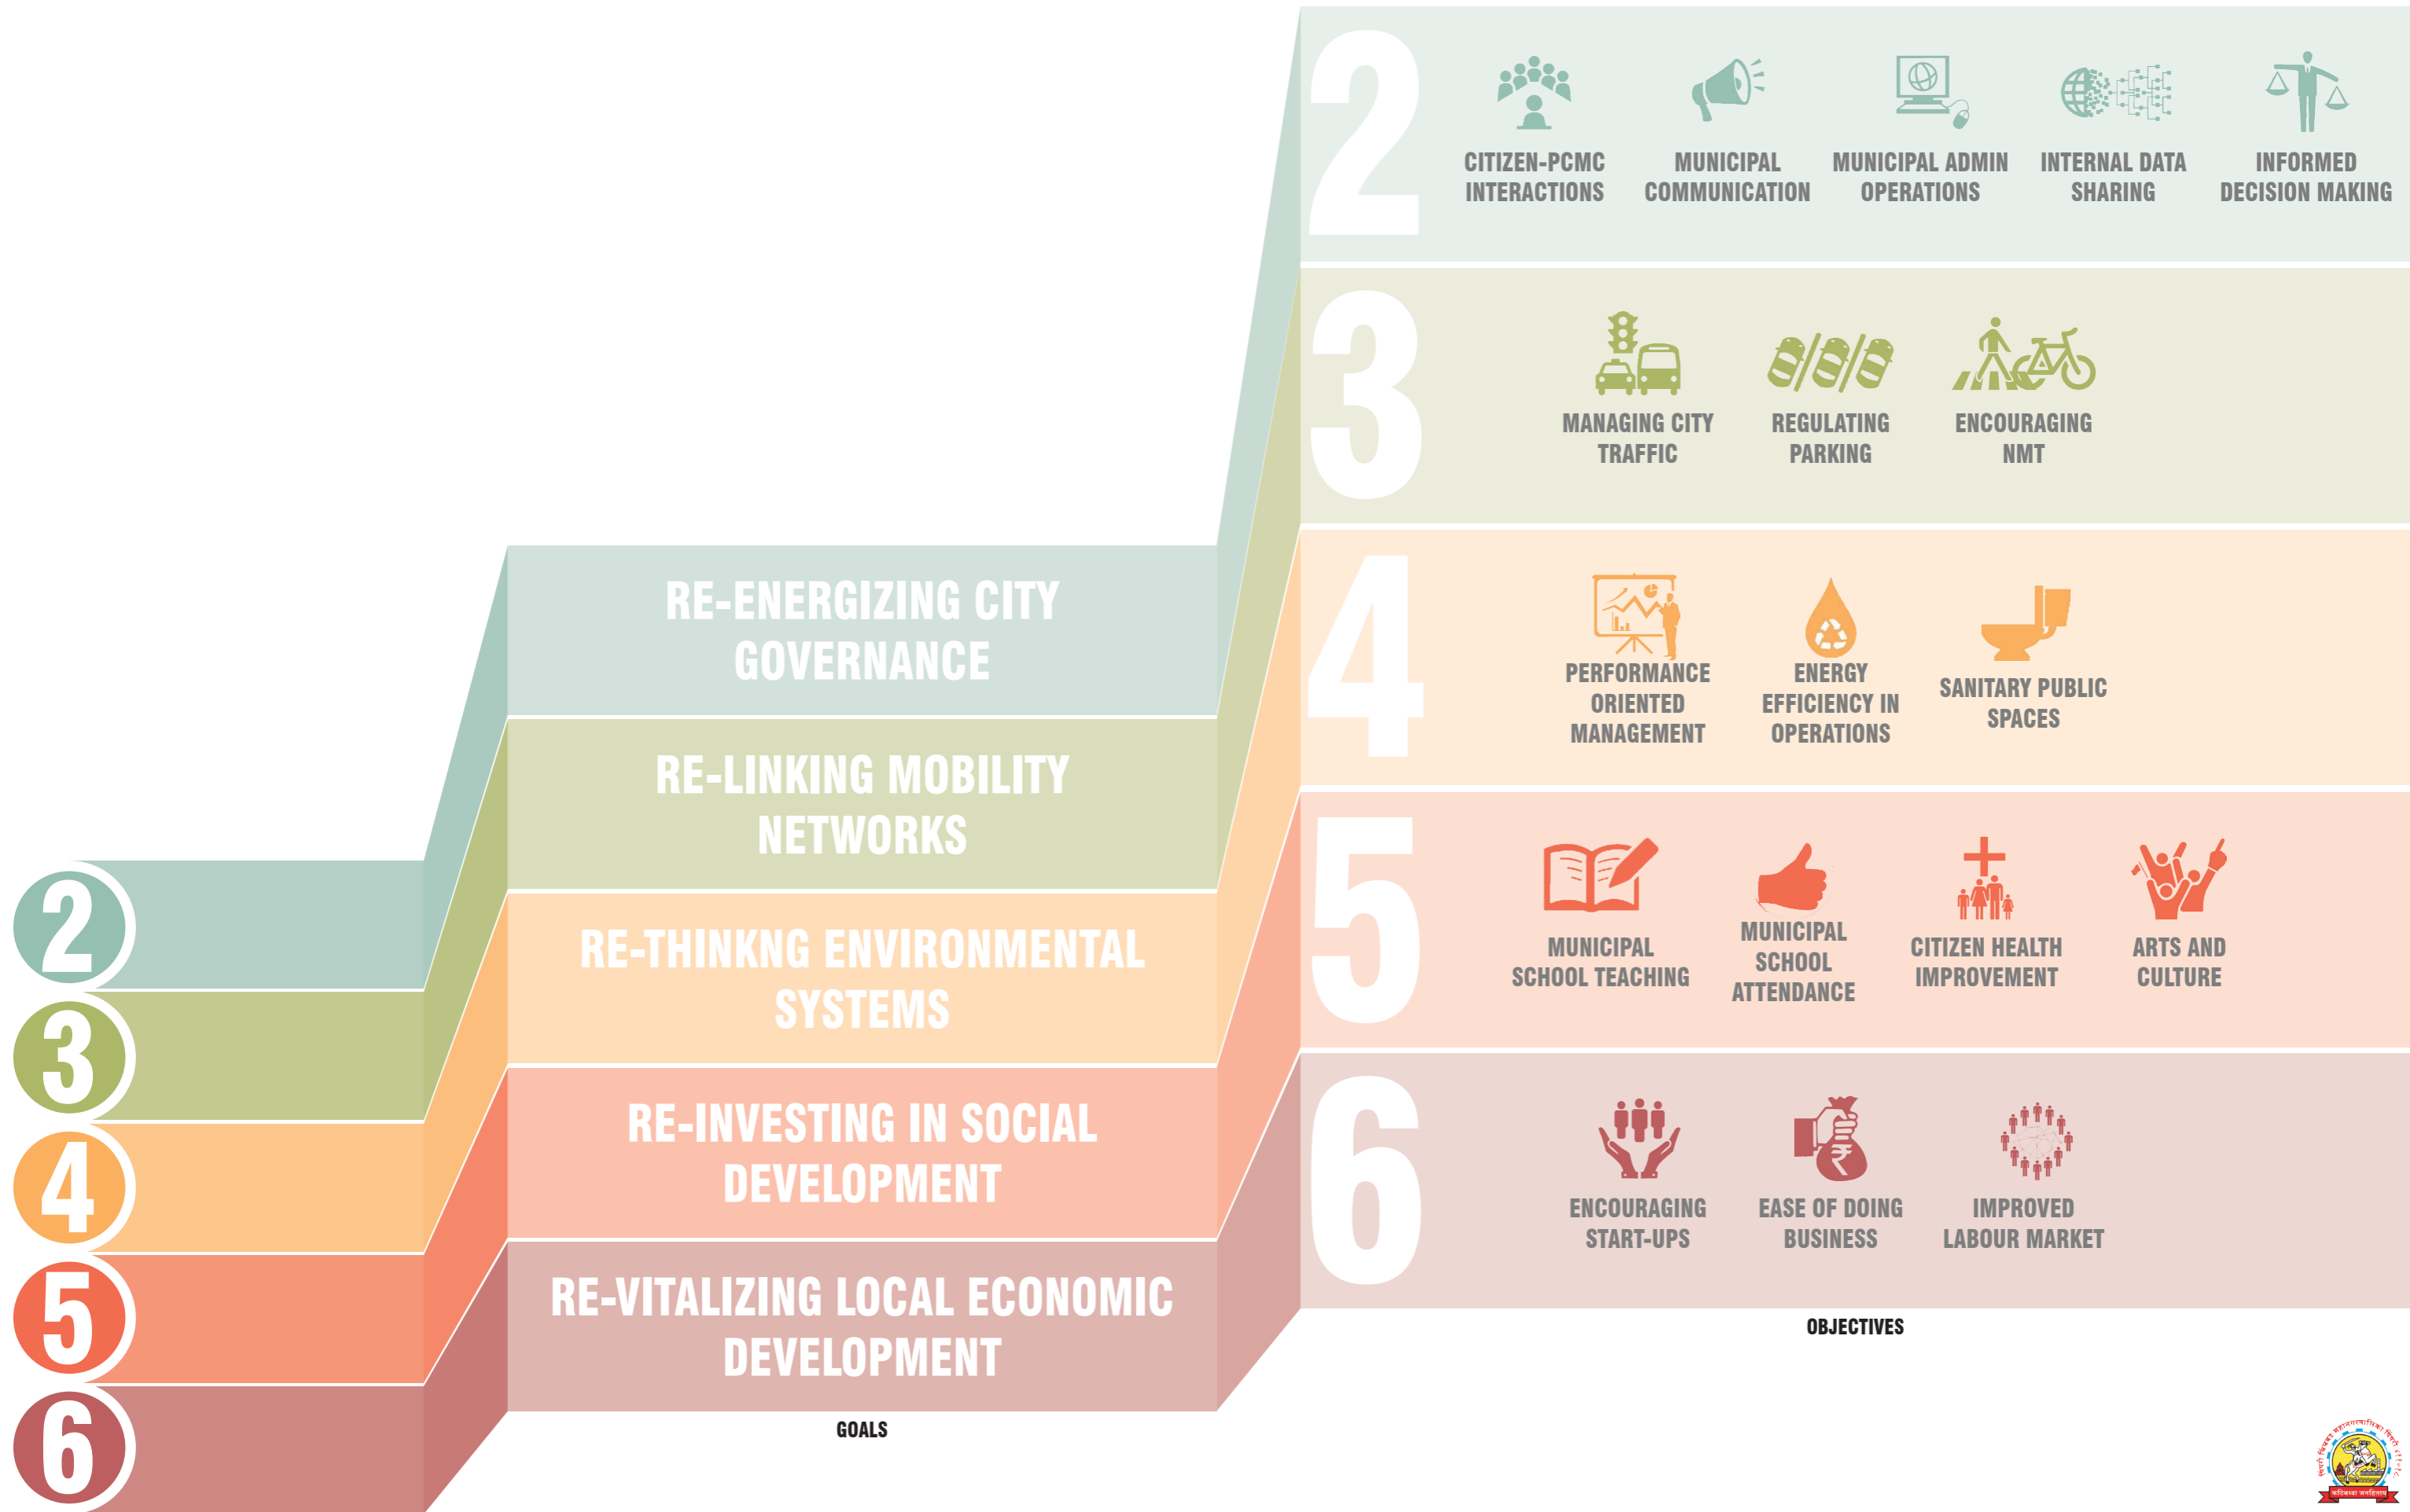 2
3
4
5
6
RE-ENERGIZING CITY
GOVERNANCE
RE-LINKING MOBILITY
NETWORKS
RE-THINKNG ENVIRONMENTAL
SYSTEMS
RE-INVESTING IN SOCIAL
DEVELOPMENT
RE-VITALIZING LOCAL ECONOMIC
DEVELOPMENT
GOALS
2
CITIZEN-PCMC
INTERACTIONS
MUNICIPAL
COMMUNICATION
MUNICIPAL ADMIN
OPERATIONS
INTERNAL DATA
SHARING
INFORMED
DECISION MAKING
3
MANAGING CITY
TRAFFIC
REGULATING
PARKING
ENCOURAGING
NMT
4
PERFORMANCE
ORIENTED
MANAGEMENT
ENERGY
EFFICIENCY IN
OPERATIONS
SANITARY PUBLIC
SPACES
5
MUNICIPAL
SCHOOL TEACHING
MUNICIPAL
SCHOOL
ATTENDANCE
CITIZEN HEALTH
IMPROVEMENT
ARTS AND
CULTURE
6
ENCOURAGING
START-UPS
₹
EASE OF DOING
BUSINESS
IMPROVED
LABOUR MARKET
OBJECTIVES